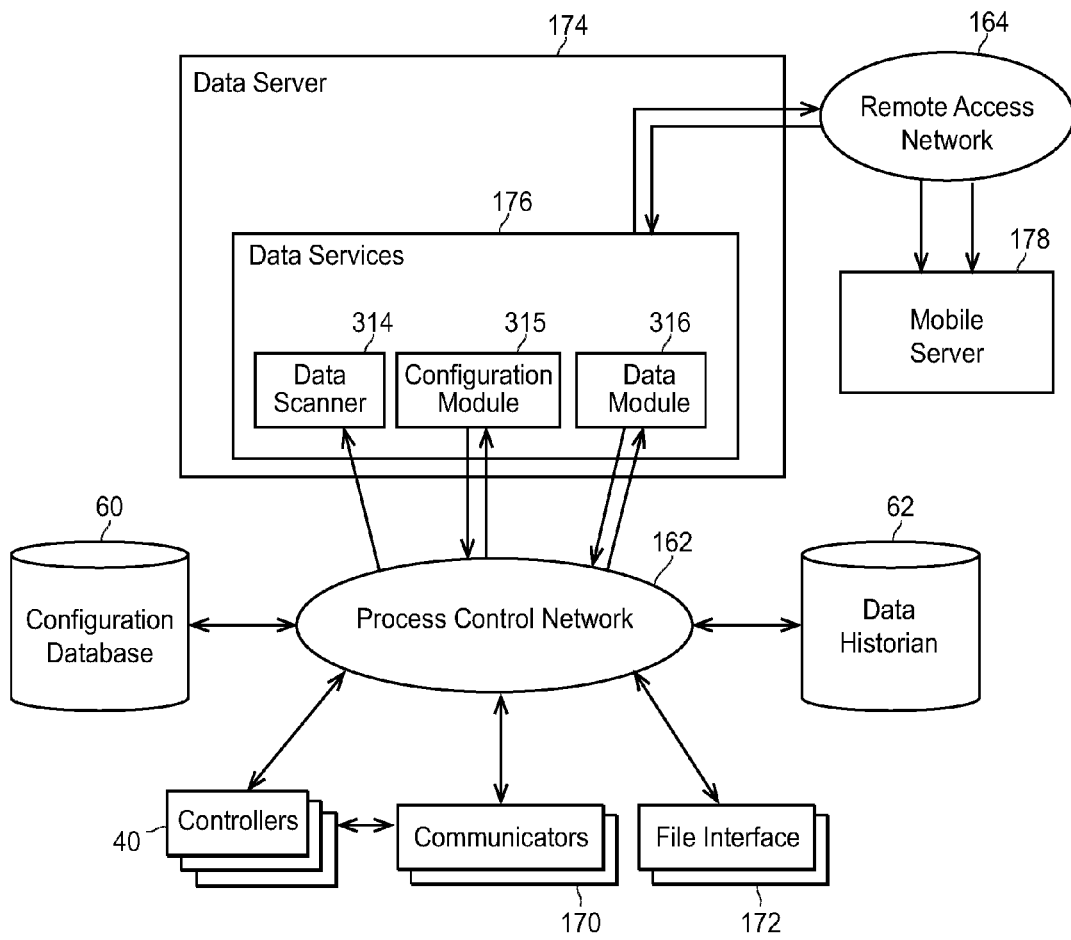 174
164
Data Server
Remote Access
Network
176
178
Data Services
Mobile
Server
314
315
316
Data
Scanner
Configuration
Module
Data
Module
60
62
162
Configuration
Database
Process Control Network
Data
Historian
Controllers
40
Communicators
File Interface
170
172